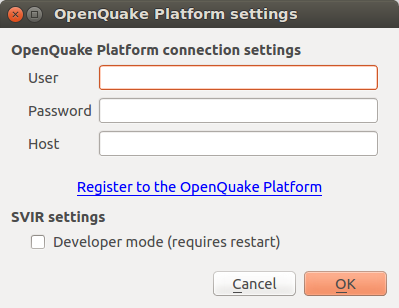 OpenQuake Platform settings
OpenQuake Platform connection settings
User
Password
Host
Register to the OpenQuake Platform
SVIR settings
Developer mode (requires restart)
Cancel OK